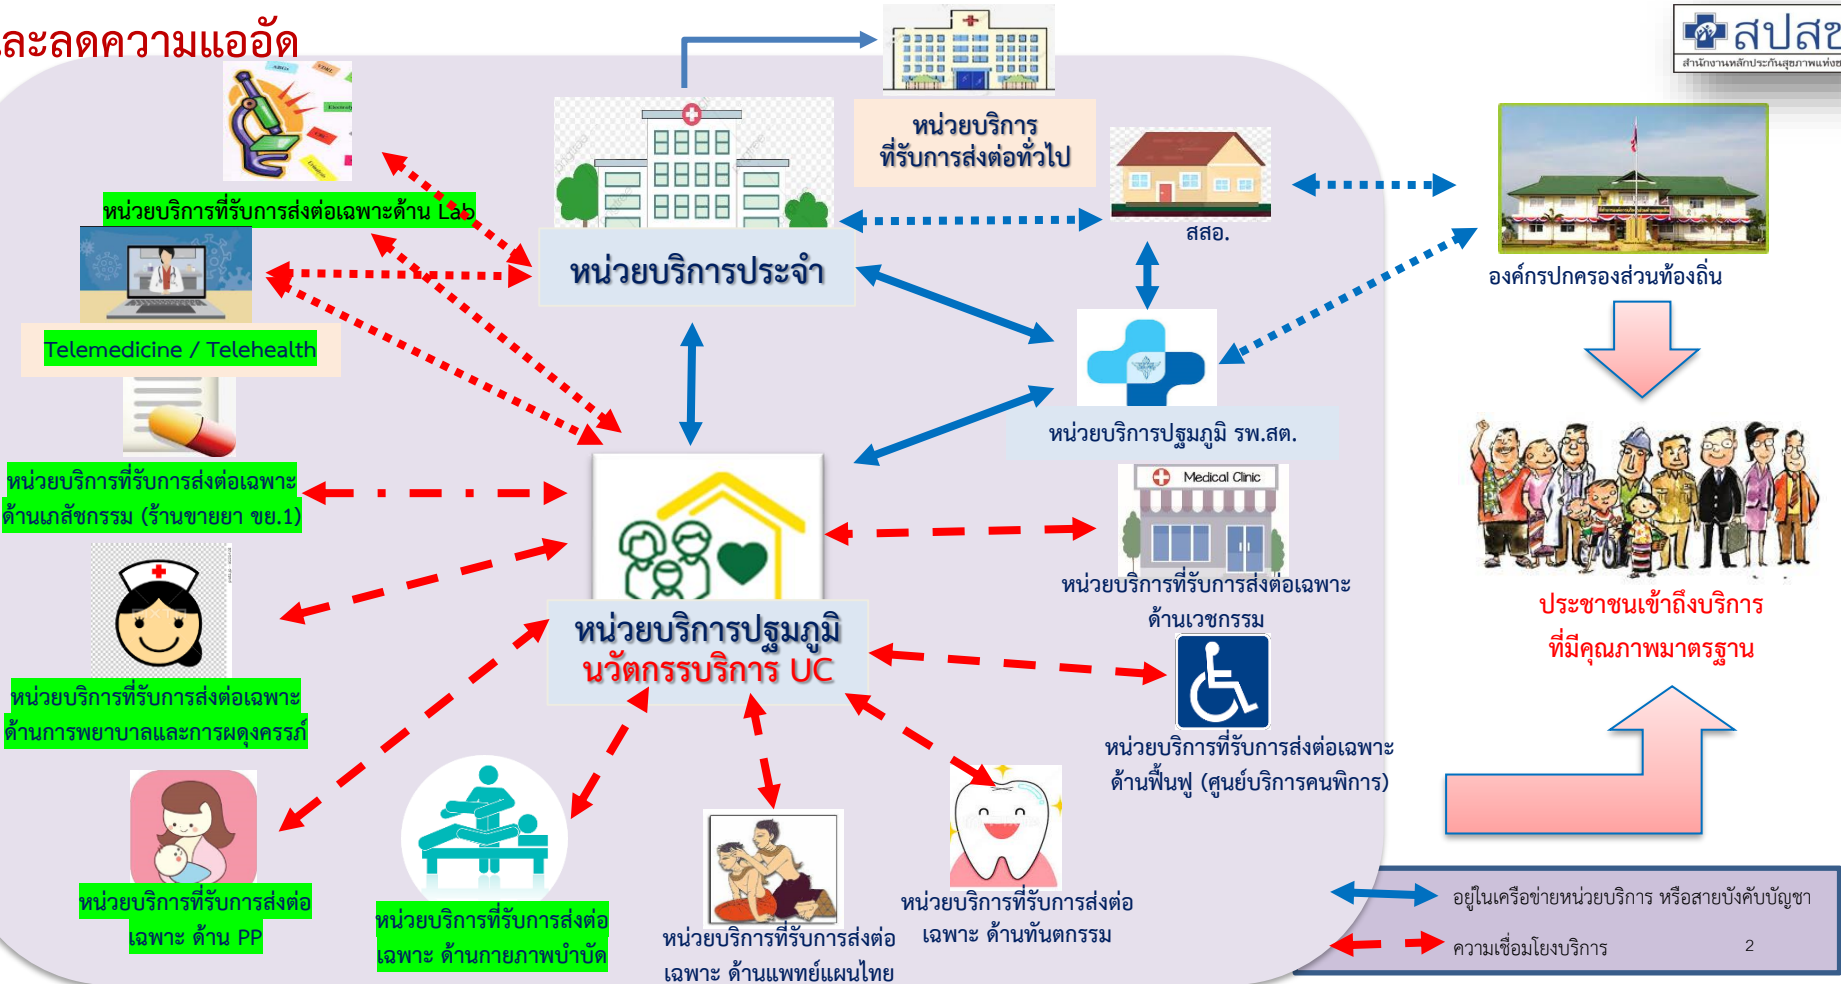 และลดความแออัด
สปสช
สำนักงานหลักประกันสุขภาพแห่งช
หน่วยบริการ
ที่รับการส่งต่อทั่วไป
หน่วยบริการที่รับการส่งต่อเฉพาะด้าน Lab
สสอ.
หน่วยบริการประจำ
องค์กรปกครองส่วนท้องถิ่น
Telemedicine / Telehealth
หน่วยบริการปฐมภูมิ รพ.สต.
Medical Clinic
หน่วยบริการที่รับการส่งต่อเฉพาะ
ด้านเภสัชกรรม (ร้านขายยา ขย.1)
หน่วยบริการที่รับการส่งต่อเฉพาะ
ด้านเวชกรรม
ประชาชนเข้าถึงบริการ
ที่มีคุณภาพมาตรฐาน
หน่วยบริการปฐมภูมิ
นวัตกรรบริการ UC
หน่วยบริการที่รับการส่งต่อเฉพาะ
ด้านการพยาบาลและการผดุงครรภ์
หน่วยบริการที่รับการส่งต่อเฉพาะ
ด้านฟื้นฟู (ศูนย์บริการคนพิการ)
หน่วยบริการที่รับการส่งต่อ
เฉพาะ ด้าน PP
หน่วยบริการที่รับการส่งต่อ
เฉพาะ ด้านกายภาพบำบัด
หน่วยบริการที่รับการส่งต่อ
เฉพาะ ด้านแพทย์แผนไทย
หน่วยบริการที่รับการส่งต่อ
เฉพาะ ด้านทันตกรรม
อยู่ในเครือข่ายหน่วยบริการ หรือสายบังคับบัญชา
ความเชื่อมโยงบริการ
2